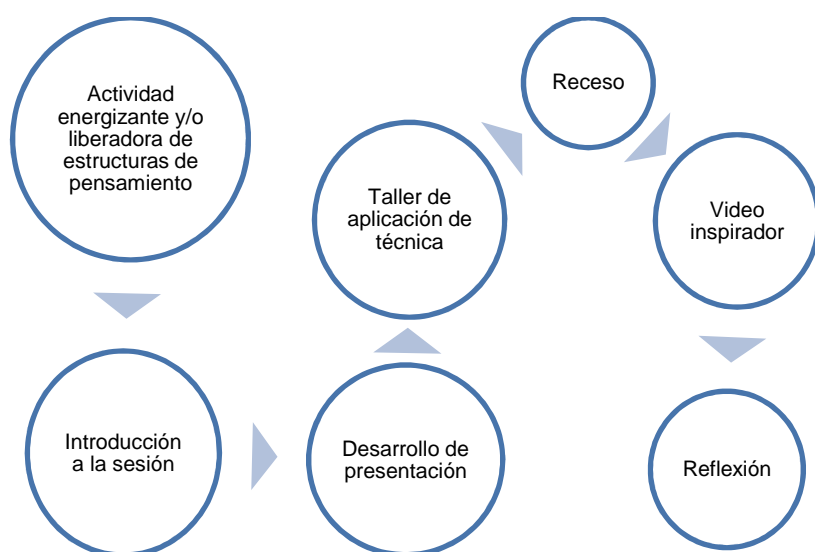 Actividad
energizante y/o
liberadora de
estructuras de
pensamiento
Introducción
a la sesión
Desarrollo de
presentación
Taller de
aplicación de
técnica
Receso
Video
inspirador
Reflexión